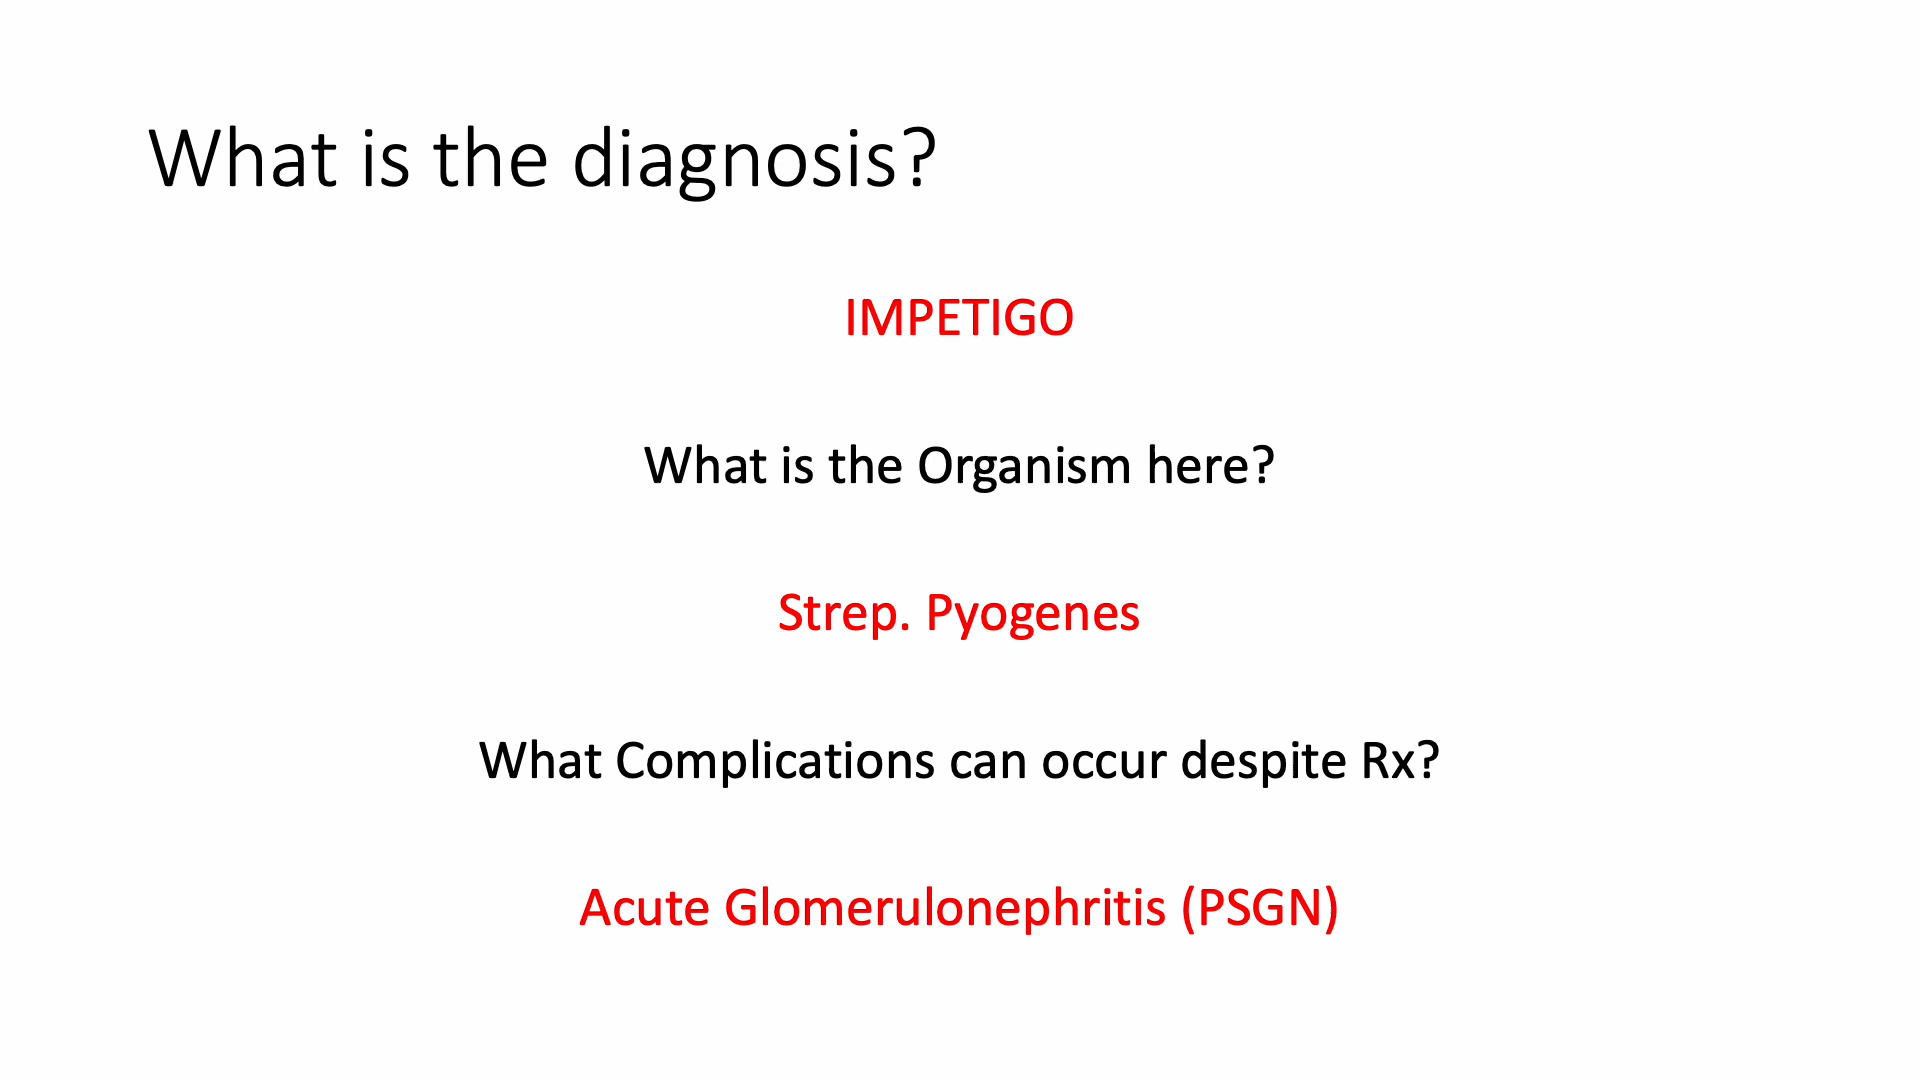 What is the diagnosis?
IMPETIGO
What is the Organism here?
Strep. Pyogenes
What Complications can occur despite Rx?
Acute Glomerulonephritis (PSGN)